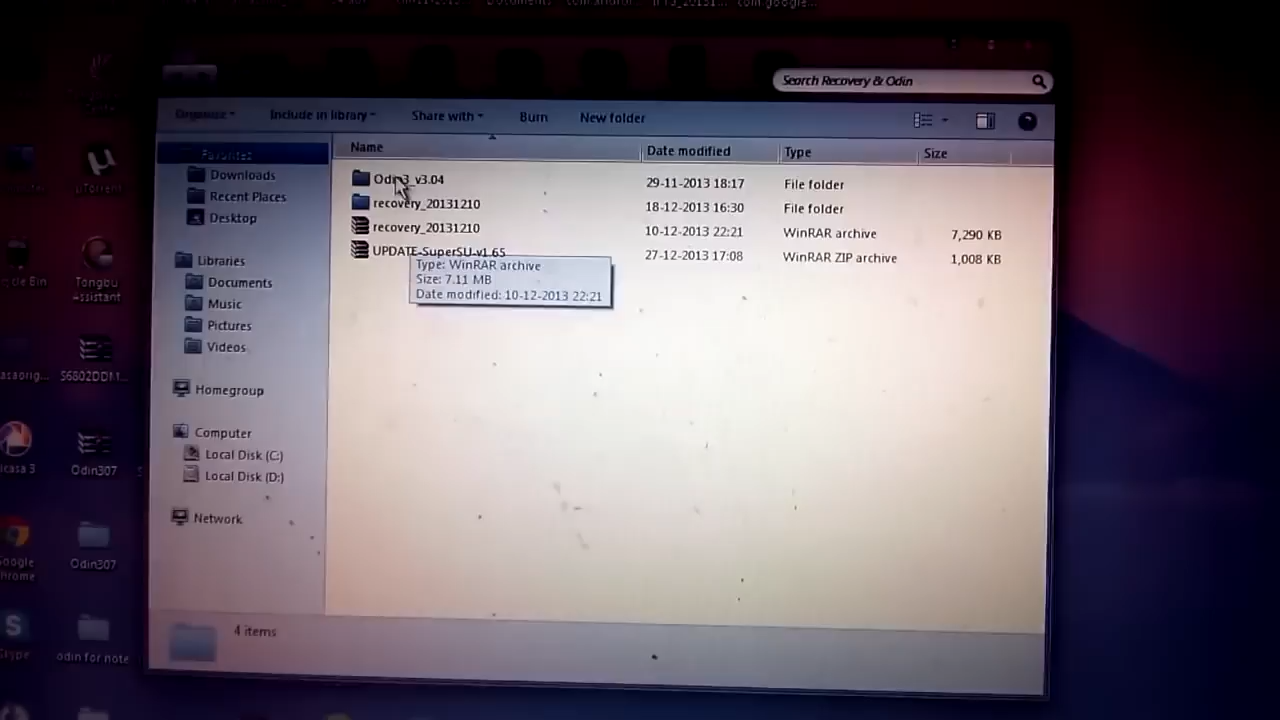 Search Recovery & Odin
Organize
Include in library
Share with
Burn
New folder
Name
Date modified
Type
Size
Favorites
Downloads
Recent Places
Desktop
Libraries
Documents
Music
Pictures
Videos
Homegroup
Computer
Local Disk (C:)
Local Disk (D:)
Network
Odin3_v3.04 29-11-2013 18:17 File folder
recovery_20131210 18-12-2013 16:30 File folder
recovery_20131210 10-12-2013 22:21 WinRAR archive 7,290 KB
UPDATE-SuperSU-v1.65 27-12-2013 17:08 WinRAR ZIP archive 1,008 KB
Type: WinRAR archive
Size: 7.11 MB
Date modified: 10-12-2013 22:21
4 items
µTorrent
Tongbu
Assistant
S6802DDM...
Odin307
Odin307
odin for note